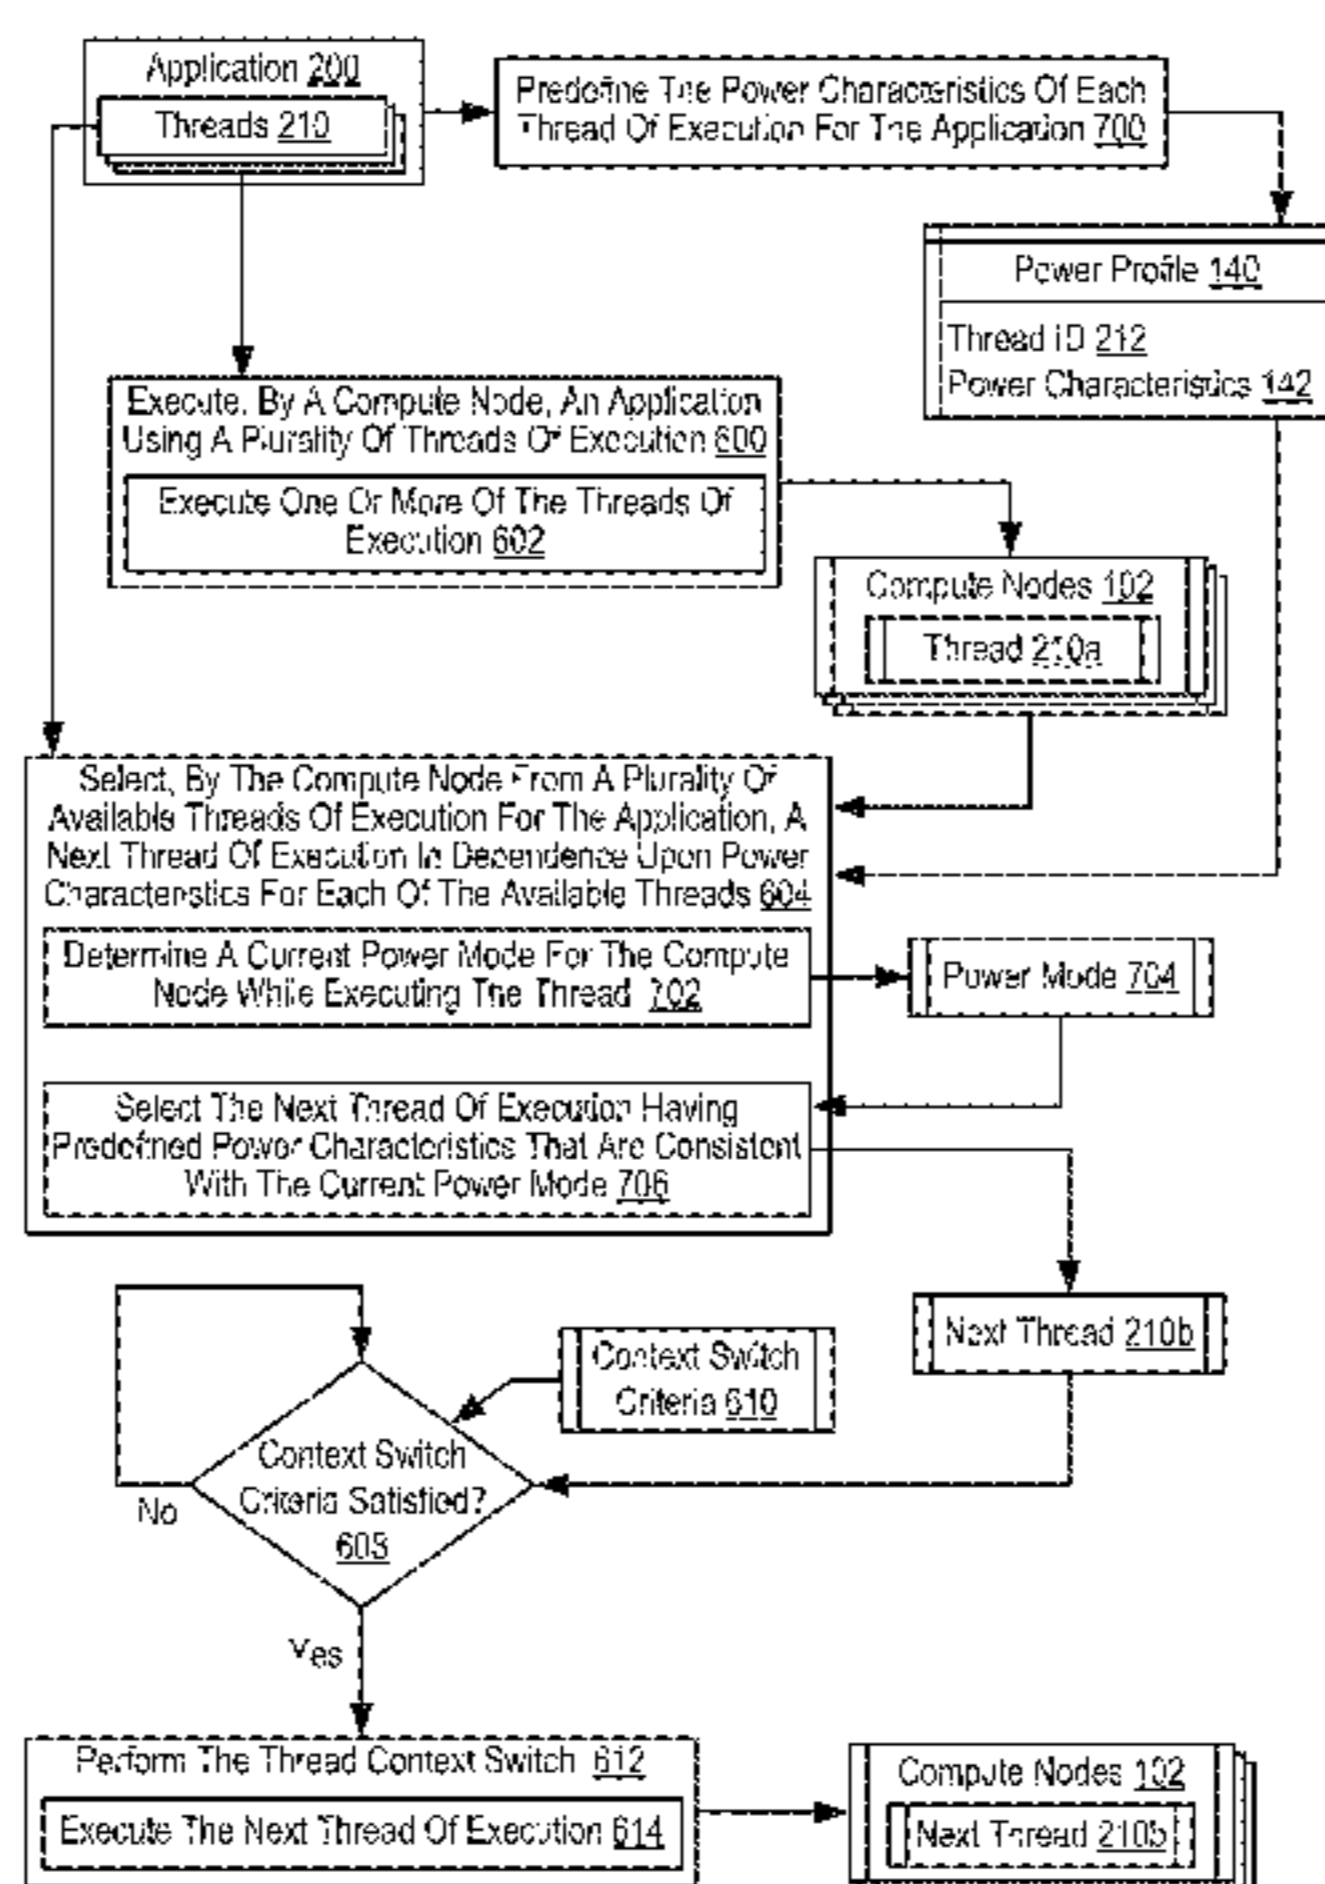 Application 200
Threads 210
Predefine The Power Characteristics Of Each
Thread Of Execution For The Application 700
Power Profile 140
Thread ID 212
Power Characteristics 142
Execute, By A Compute Node, An Application
Using A Plurality Of Threads Of Execution 600
Execute One Or More Of The Threads Of
Execution 602
Compute Nodes 102
Thread 210a
Select, By The Compute Node From A Plurality Of
Available Threads Of Execution For The Application, A
Next Thread Of Execution In Dependence Upon Power
Characteristics For Each Of The Available Threads 604
Determine A Current Power Mode For The Compute
Node While Executing The Thread 702
Power Mode 704
Select The Next Thread Of Execution Having
Predefined Power Characteristics That Are Consistent
With The Current Power Mode 706
Next Thread 210b
Context Switch
Criteria 610
Context Switch
Criteria Satisfied?
608
No
Yes
Perform The Thread Context Switch 612
Execute The Next Thread Of Execution 614
Compute Nodes 102
Next Thread 210b